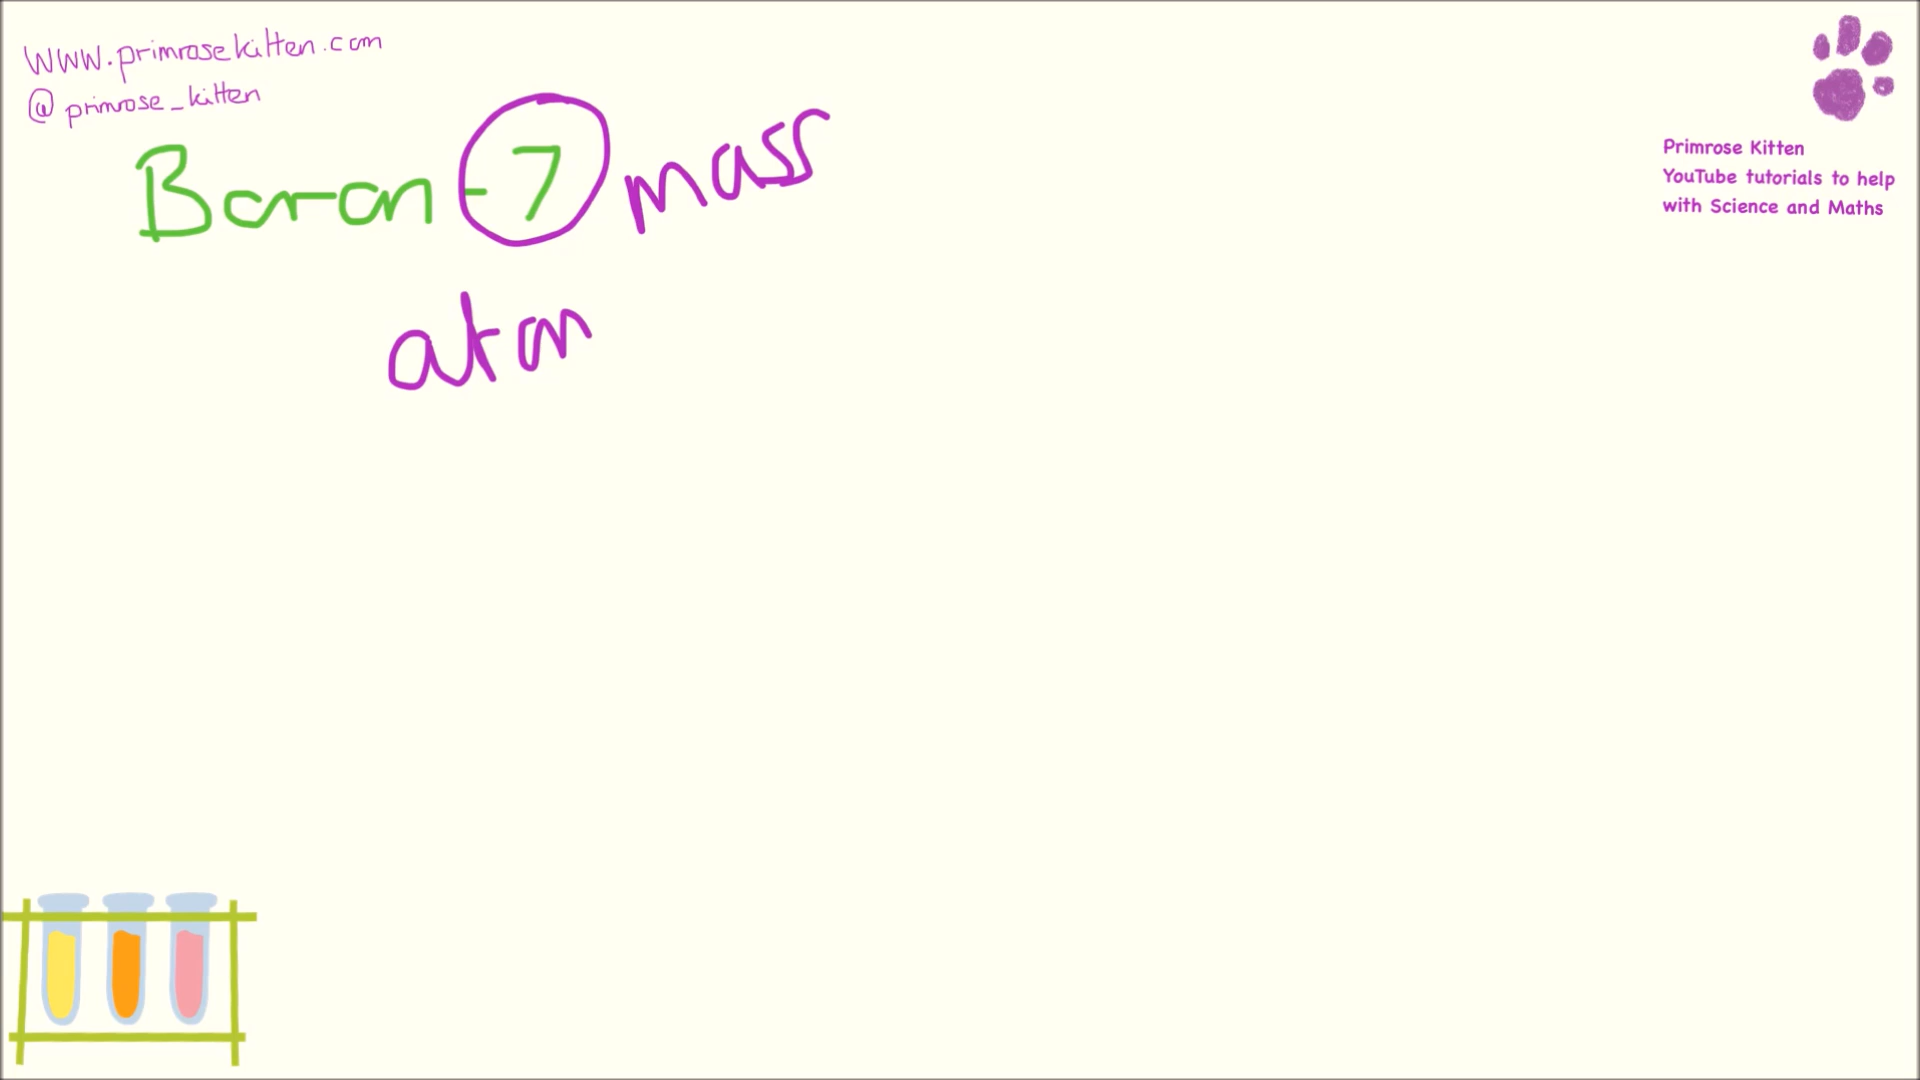 www.primrosekitten.com
@primrose_kitten
Boron-7 mass
atom
Primrose Kitten
YouTube tutorials to help
with Science and Maths